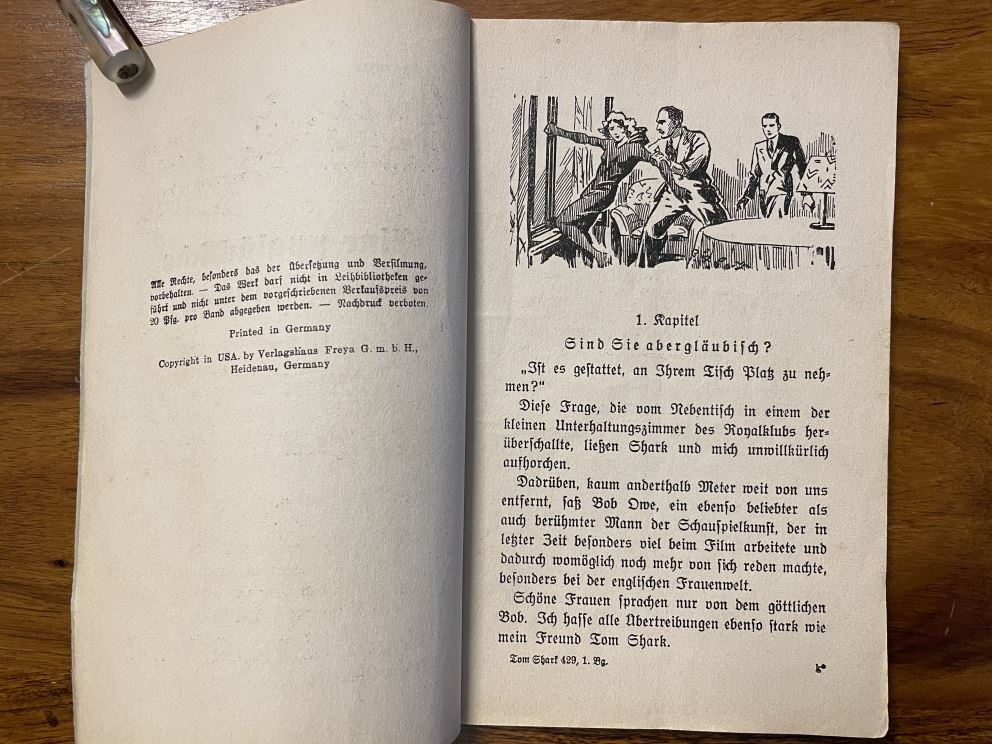 Alle Rechte, besonders das der Übersetzung und Verfilmung,
vorbehalten. — Das Werk darf nicht in Leihbibliotheken ge-
führt und nicht unter dem vorgeschriebenen Verkaufspreis von
20 Pfg. pro Band abgegeben werden. — Nachdruck verboten.
Printed in Germany
Copyright in USA. by Verlagshaus Freya G. m. b. H.,
Heidenau, Germany
1. Kapitel
Sind Sie abergläubisch?
„Ist es gestattet, an Ihrem Tisch Platz zu neh-
men?“
Diese Frage, die vom Nebentisch in einem der
kleinen Unterhaltungszimmer des Royalklubs her-
überschallte, ließen Shark und mich unwillkürlich
aufhorchen.
Dadrüben, kaum anderthalb Meter weit von uns
entfernt, saß Bob Owe, ein ebenso beliebter als
auch berühmter Mann der Schauspielkunst, der in
letzter Zeit besonders viel beim Film arbeitete und
dadurch womöglich noch mehr von sich reden machte,
besonders bei der englischen Frauenwelt.
Schöne Frauen sprachen nur von dem göttlichen
Bob. Ich hasse alle Übertreibungen ebenso stark wie
mein Freund Tom Shark.
Tom Shark 429, 1. Bg.